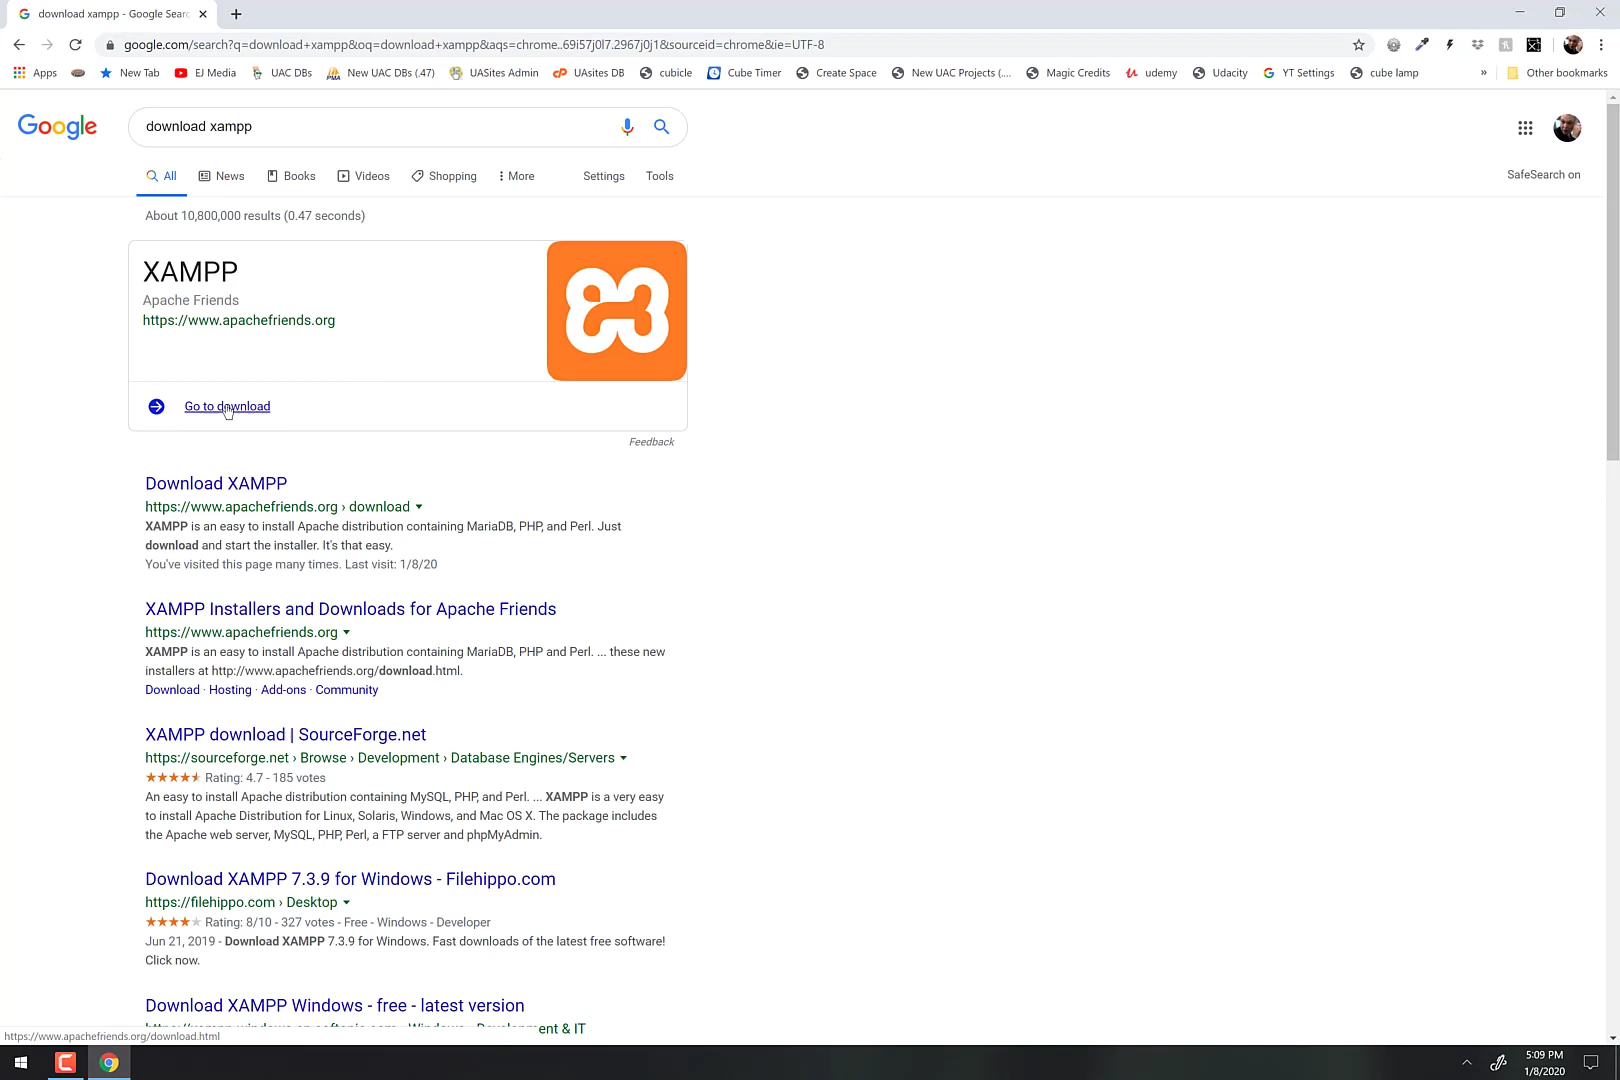 download xampp - Google Searc
google.com/search?q=download+xampp&oq=download+xampp&aqs=chrome..69i57j0l7.2967j0j1&sourceid=chrome&ie=UTF-8
Apps New Tab EJ Media UAC DBs New UAC DBs (.47) UASites Admin UAsites DB cubicle Cube Timer Create Space New UAC Projects (.... Magic Credits udemy Udacity YT Settings cube lamp » Other bookmarks
Google
download xampp
All News Books Videos Shopping More Settings Tools
SafeSearch on
About 10,800,000 results (0.47 seconds)
XAMPP
Apache Friends
https://www.apachefriends.org
Go to download
Feedback
Download XAMPP
https://www.apachefriends.org › download
XAMPP is an easy to install Apache distribution containing MariaDB, PHP, and Perl. Just
download and start the installer. It's that easy.
You've visited this page many times. Last visit: 1/8/20
XAMPP Installers and Downloads for Apache Friends
https://www.apachefriends.org
XAMPP is an easy to install Apache distribution containing MariaDB, PHP and Perl. ... these new
installers at http://www.apachefriends.org/download.html.
Download · Hosting · Add-ons · Community
XAMPP download | SourceForge.net
https://sourceforge.net › Browse › Development › Database Engines/Servers
Rating: 4.7 - 185 votes
An easy to install Apache distribution containing MySQL, PHP, and Perl. ... XAMPP is a very easy
to install Apache Distribution for Linux, Solaris, Windows, and Mac OS X. The package includes
the Apache web server, MySQL, PHP, Perl, a FTP server and phpMyAdmin.
Download XAMPP 7.3.9 for Windows - Filehippo.com
https://filehippo.com › Desktop
Rating: 8/10 - 327 votes - Free - Windows - Developer
Jun 21, 2019 - Download XAMPP 7.3.9 for Windows. Fast downloads of the latest free software!
Click now.
Download XAMPP Windows - free - latest version
& IT
https://www.apachefriends.org/download.html
5:09 PM
1/8/2020